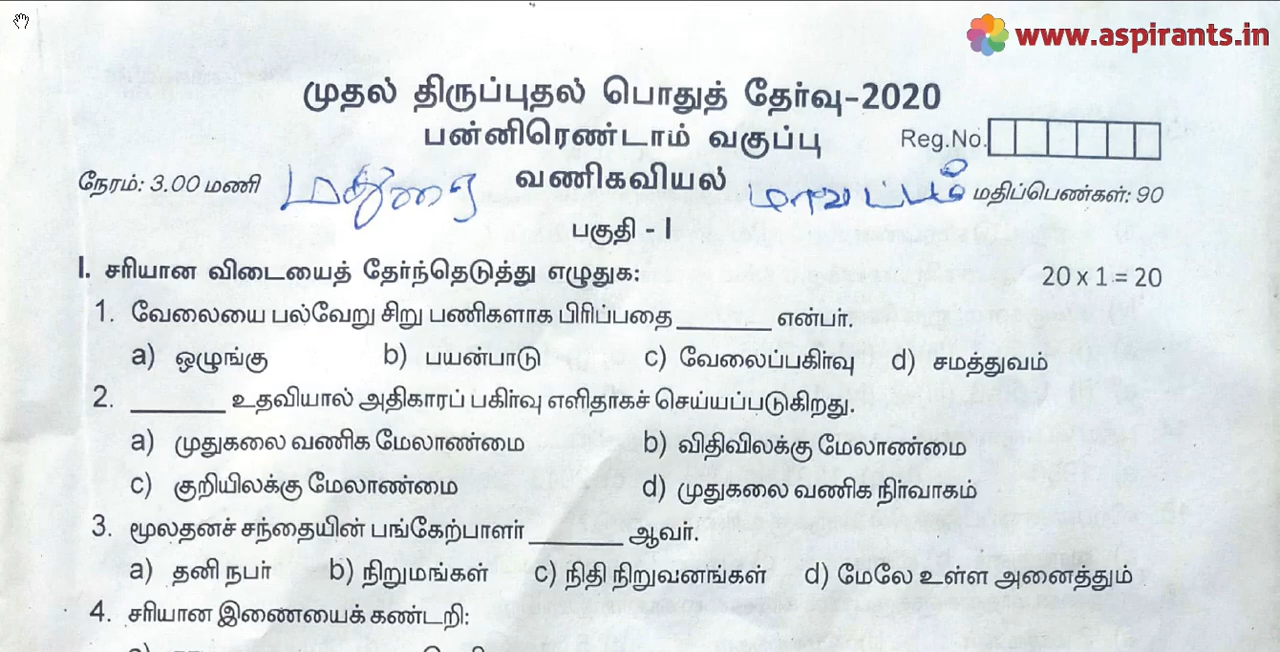 www.aspirants.in
முதல் திருப்புதல் பொதுத் தேர்வு-2020
பன்னிரெண்டாம் வகுப்பு
Reg.No.
நேரம்: 3.00 மணி மதுரை வணிகவியல் மாவட்டம் மதிப்பெண்கள்: 90
பகுதி - I
I. சரியான விடையைத் தேர்ந்தெடுத்து எழுதுக: 20 x 1 = 20
1. வேலையை பல்வேறு சிறு பணிகளாக பிரிப்பதை ________ என்பர்.
a) ஒழுங்கு b) பயன்பாடு c) வேலைப்பகிர்வு d) சமத்துவம்
2. ________ உதவியால் அதிகாரப் பகிர்வு எளிதாகச் செய்யப்படுகிறது.
a) முதுகலை வணிக மேலாண்மை b) விதிவிலக்கு மேலாண்மை
c) குறியிலக்கு மேலாண்மை d) முதுகலை வணிக நிர்வாகம்
3. மூலதனச் சந்தையின் பங்கேற்பாளர் ________ ஆவர்.
a) தனி நபர் b) நிறுமங்கள் c) நிதி நிறுவனங்கள் d) மேலே உள்ள அனைத்தும்
4. சரியான இணையைக் கண்டறி: